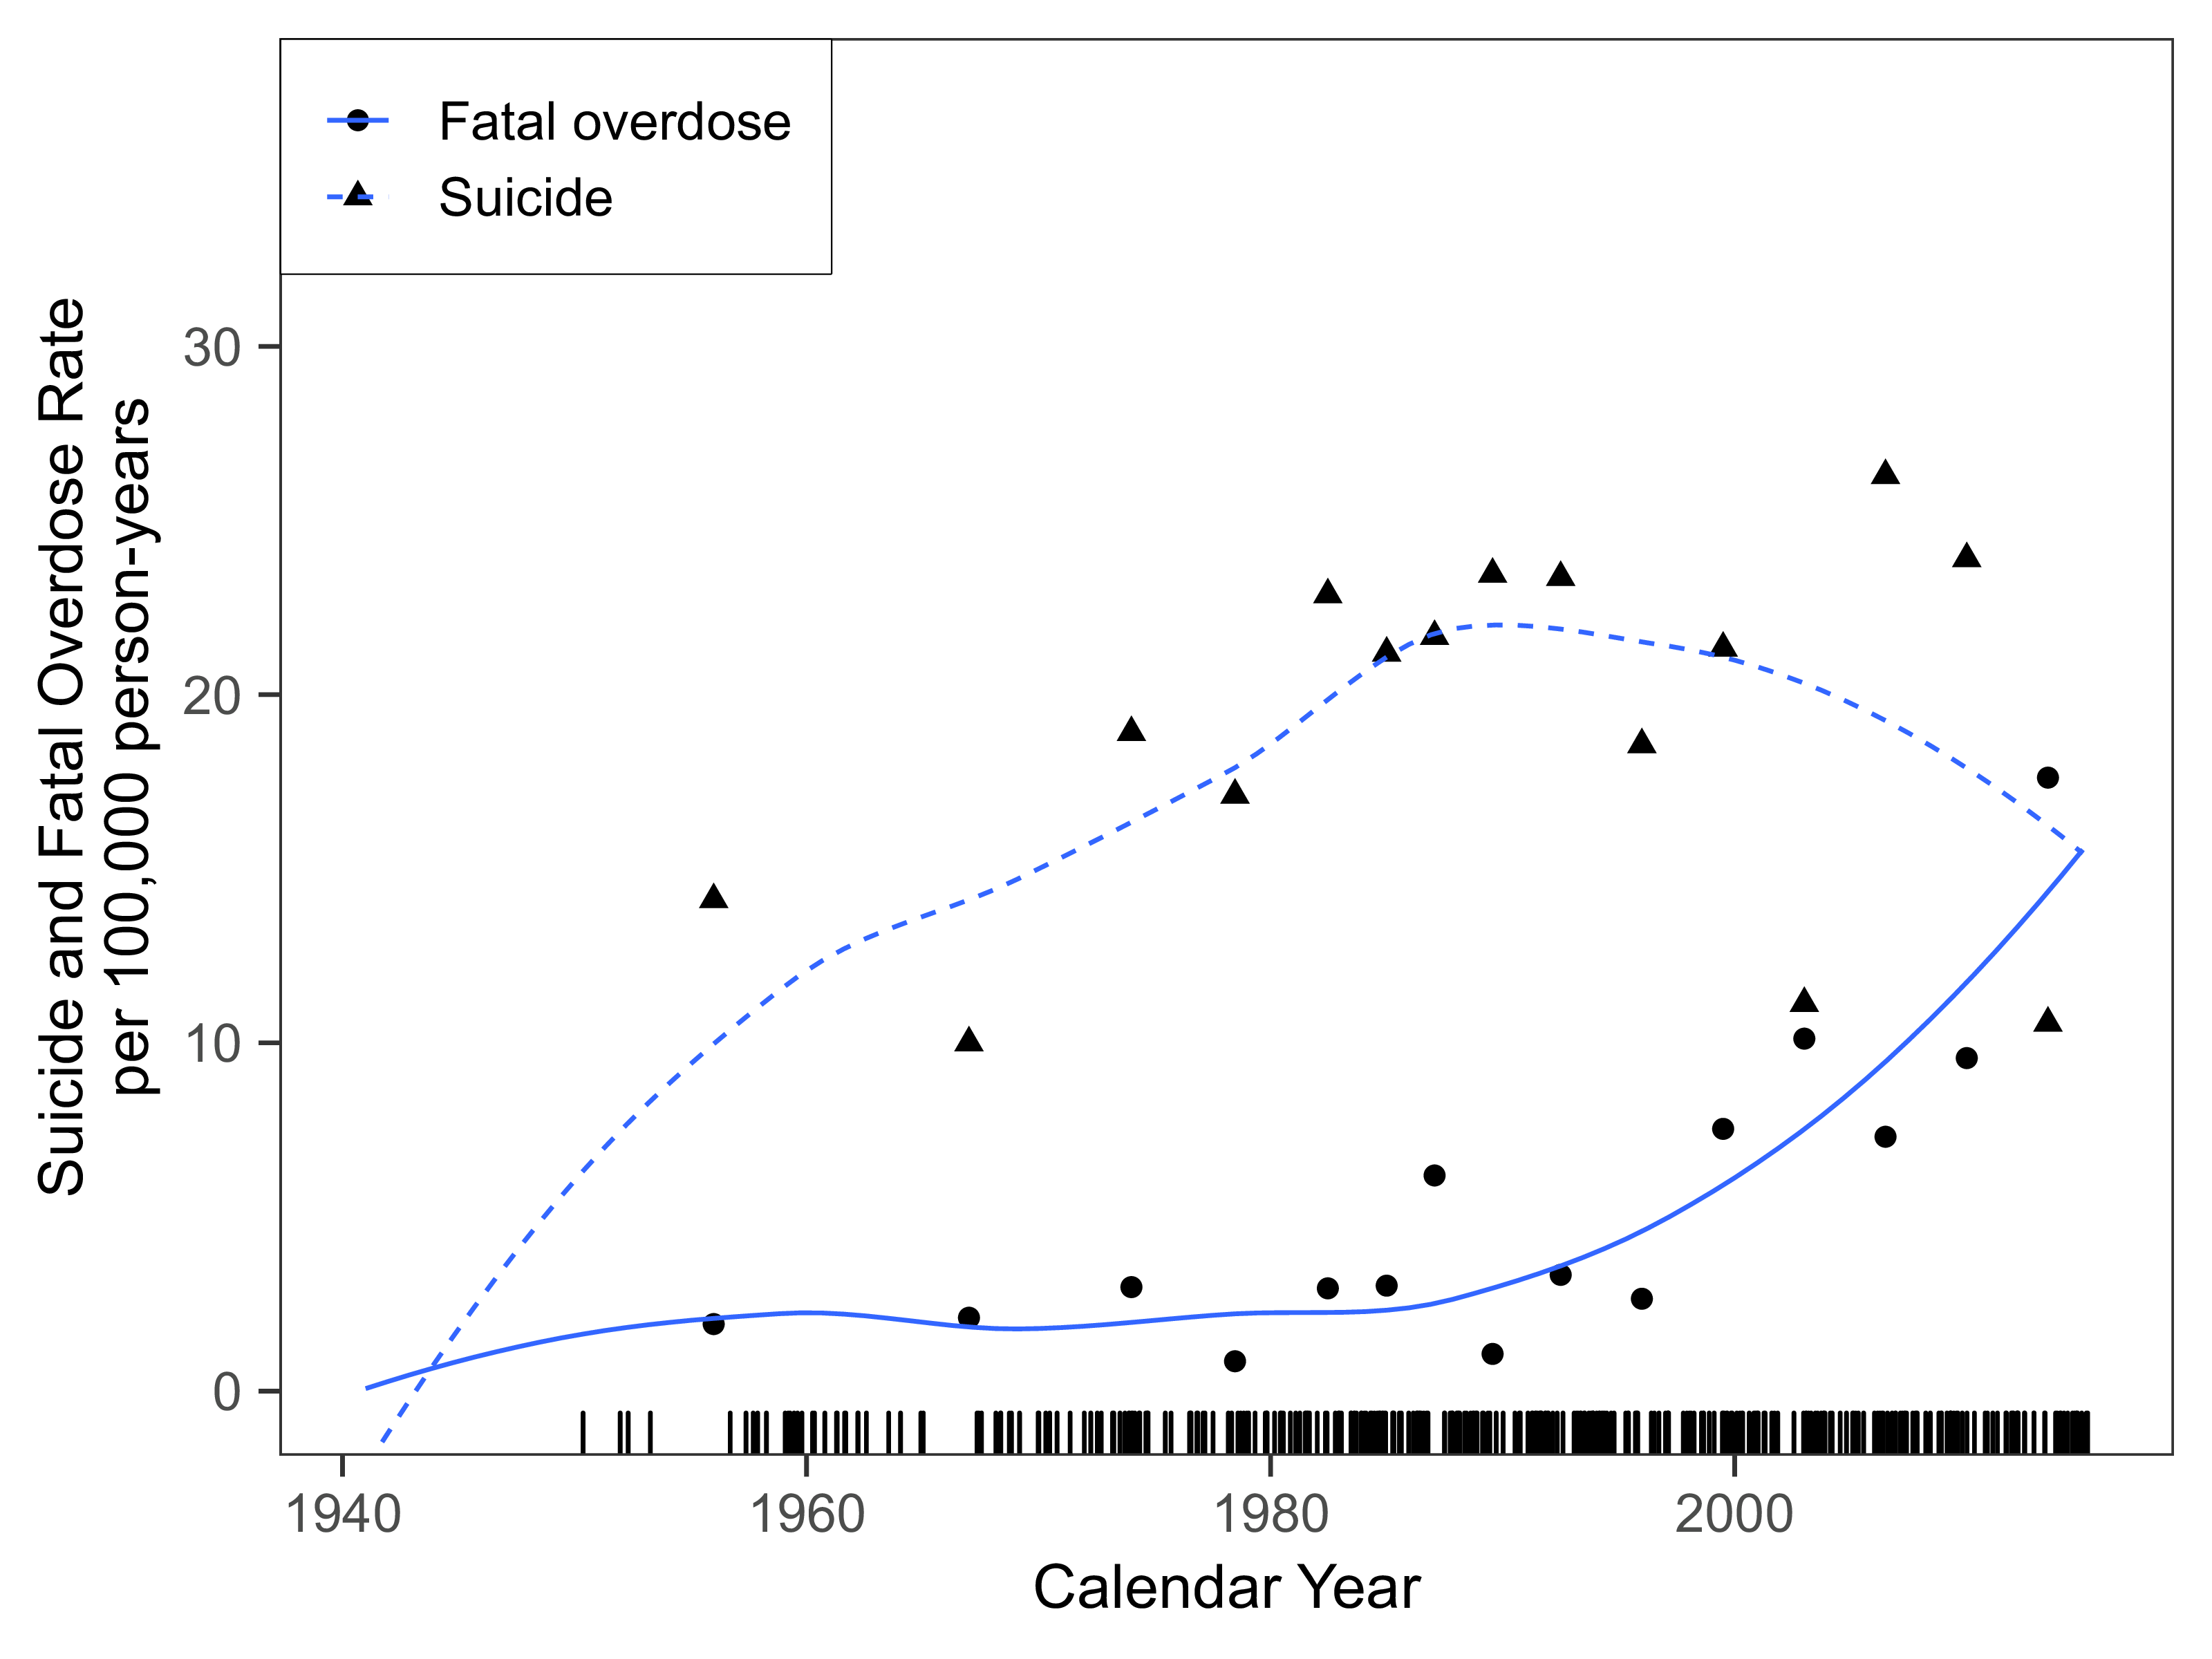 Fatal overdose
Suicide
Suicide and Fatal Overdose Rate
per 100,000 person-years
30
20
10
0
1940 1960 1980 2000
Calendar Year